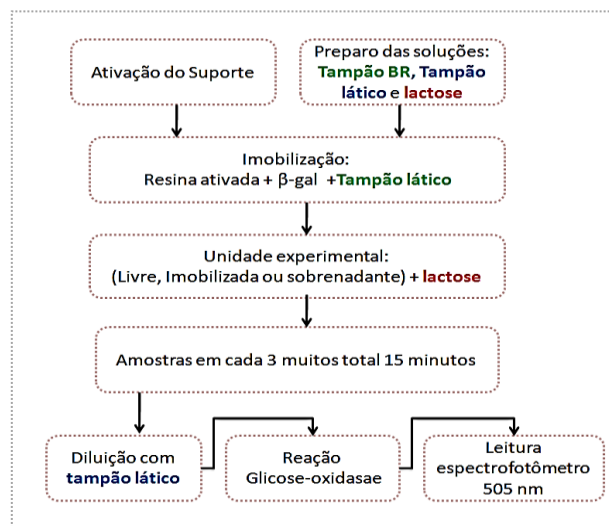 Ativação do Suporte
Preparo das soluções:
Tampão BR, Tampão
lático e lactose
Imobilização:
Resina ativada + β-gal +Tampão lático
Unidade experimental:
(Livre, Imobilizada ou sobrenadante) + lactose
Amostras em cada 3 muitos total 15 minutos
Diluição com
tampão lático
Reação
Glicose-oxidasae
Leitura
espectrofotômetro
505 nm